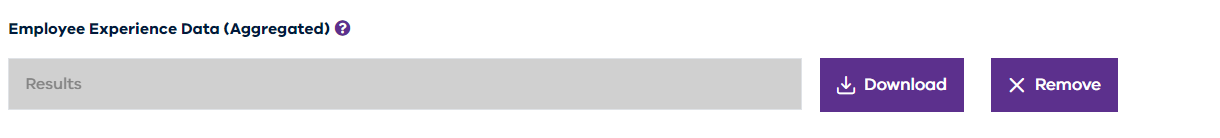 Employee Experience Data (Aggregated) ?
Results Download Remove